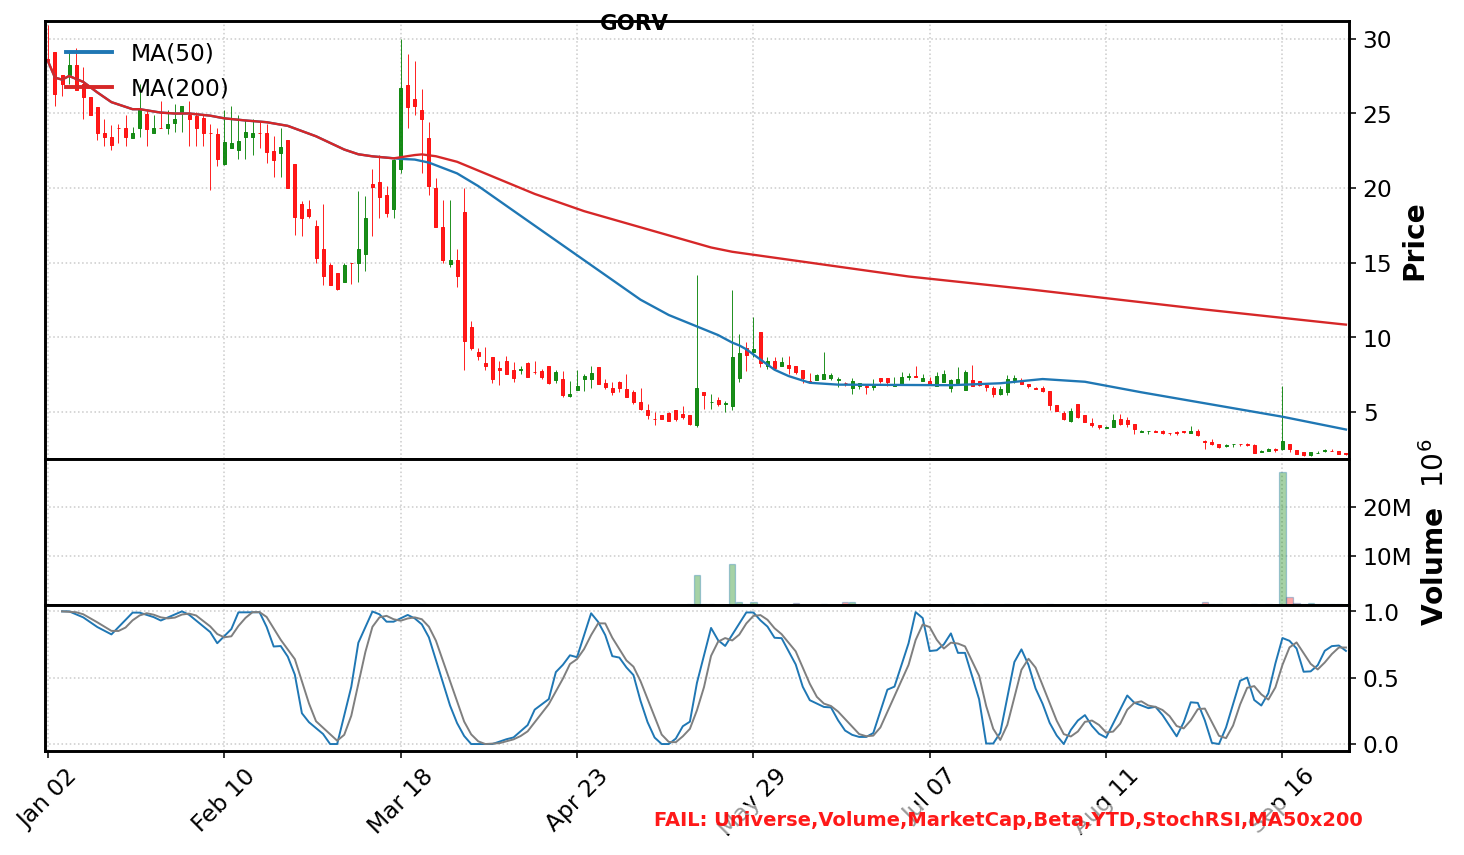 GORV
MA(50)
MA(200)
30
25
20
15
10
5
Price
20M
10M
Volume 10^6
1.0
0.5
0.0
Jan 02
Feb 10
Mar 18
Apr 23
May 29
Jul 07
Aug 11
Sep 16
FAIL: Universe,Volume,MarketCap,Beta,YTD,StochRSI,MA50x200